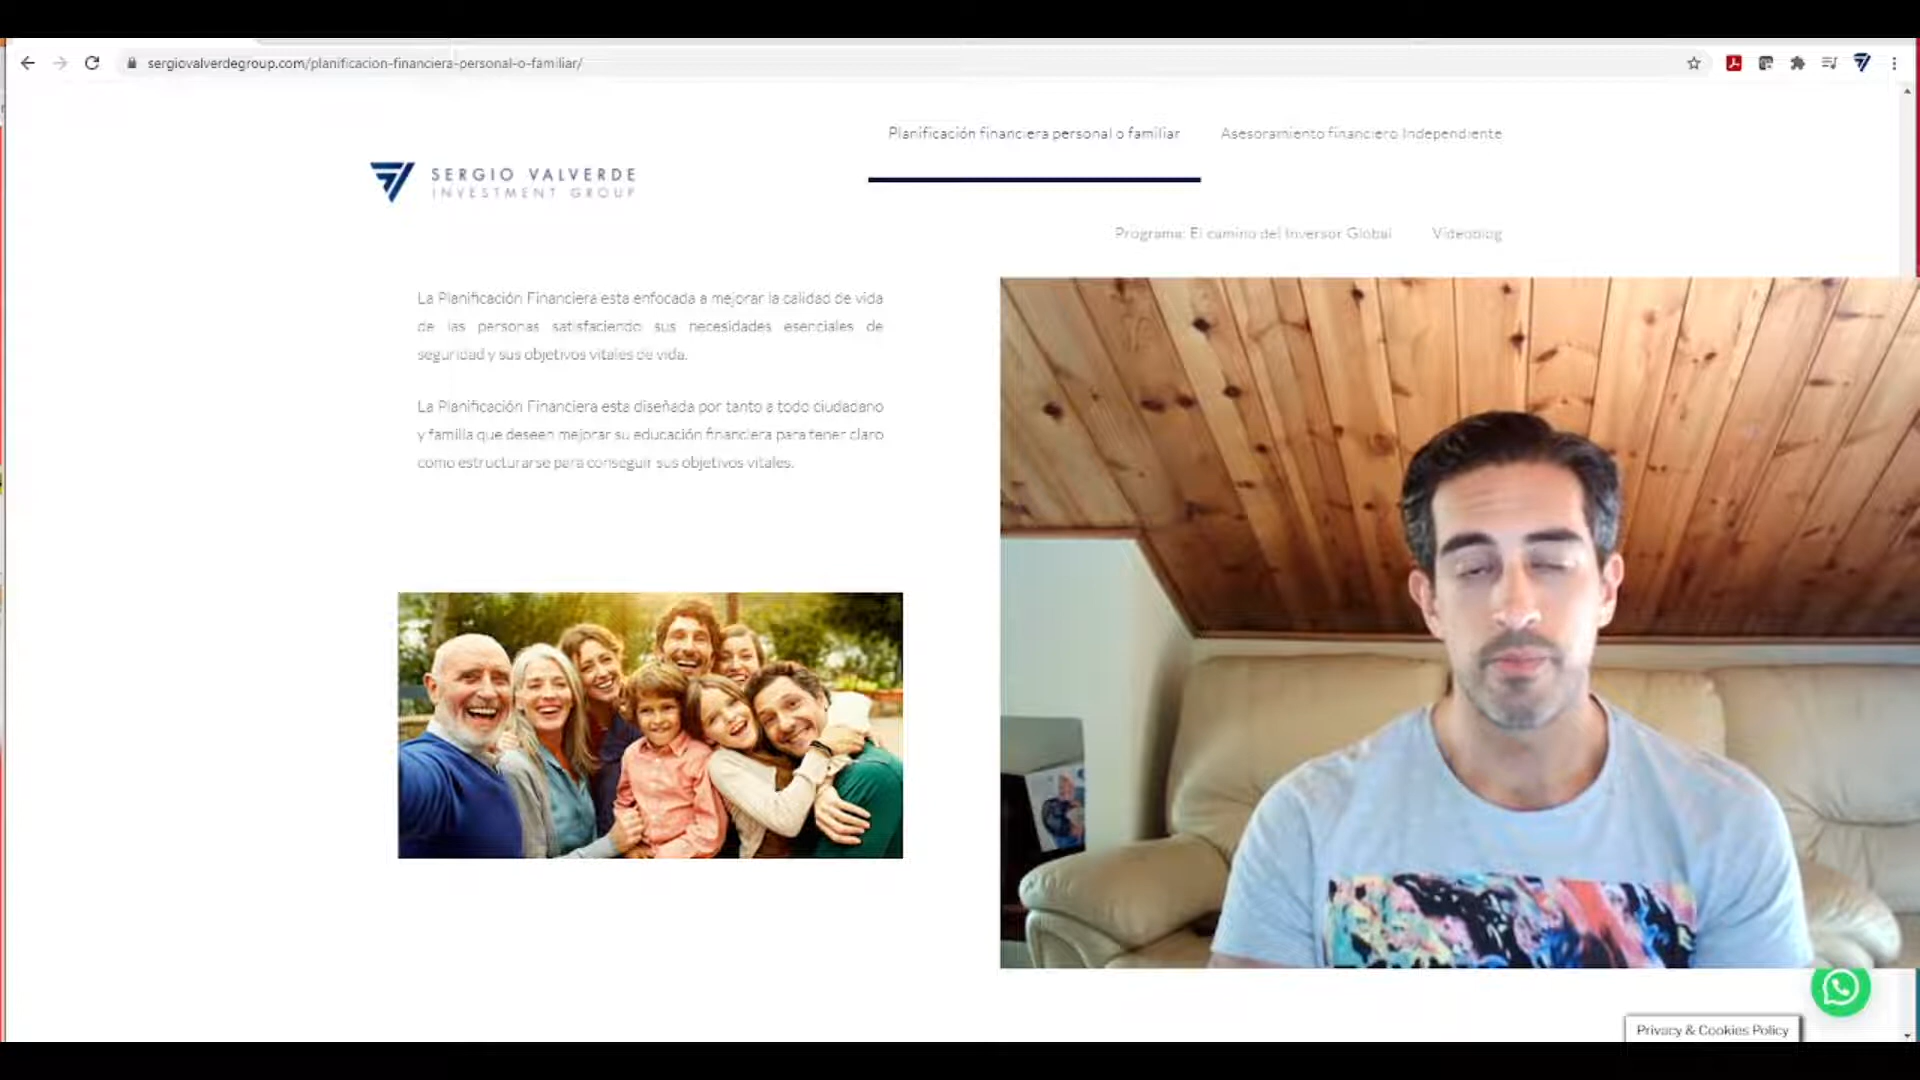 sergiovalverdegroup.com/planificacion-financiera-personal-o-familiar/
Planificación financiera personal o familiar
Asesoramiento financiero Independiente
SERGIO VALVERDE
INVESTMENT GROUP
Programa: El camino del Inversor Global
Videoblog
La Planificación Financiera esta enfocada a mejorar la calidad de vida
de las personas satisfaciendo sus necesidades esenciales de
seguridad y sus objetivos vitales de vida.
La Planificación Financiera esta diseñada por tanto a todo ciudadano
y familia que deseen mejorar su educación financiera para tener claro
como estructurarse para conseguir sus objetivos vitales.
Privacy & Cookies Policy